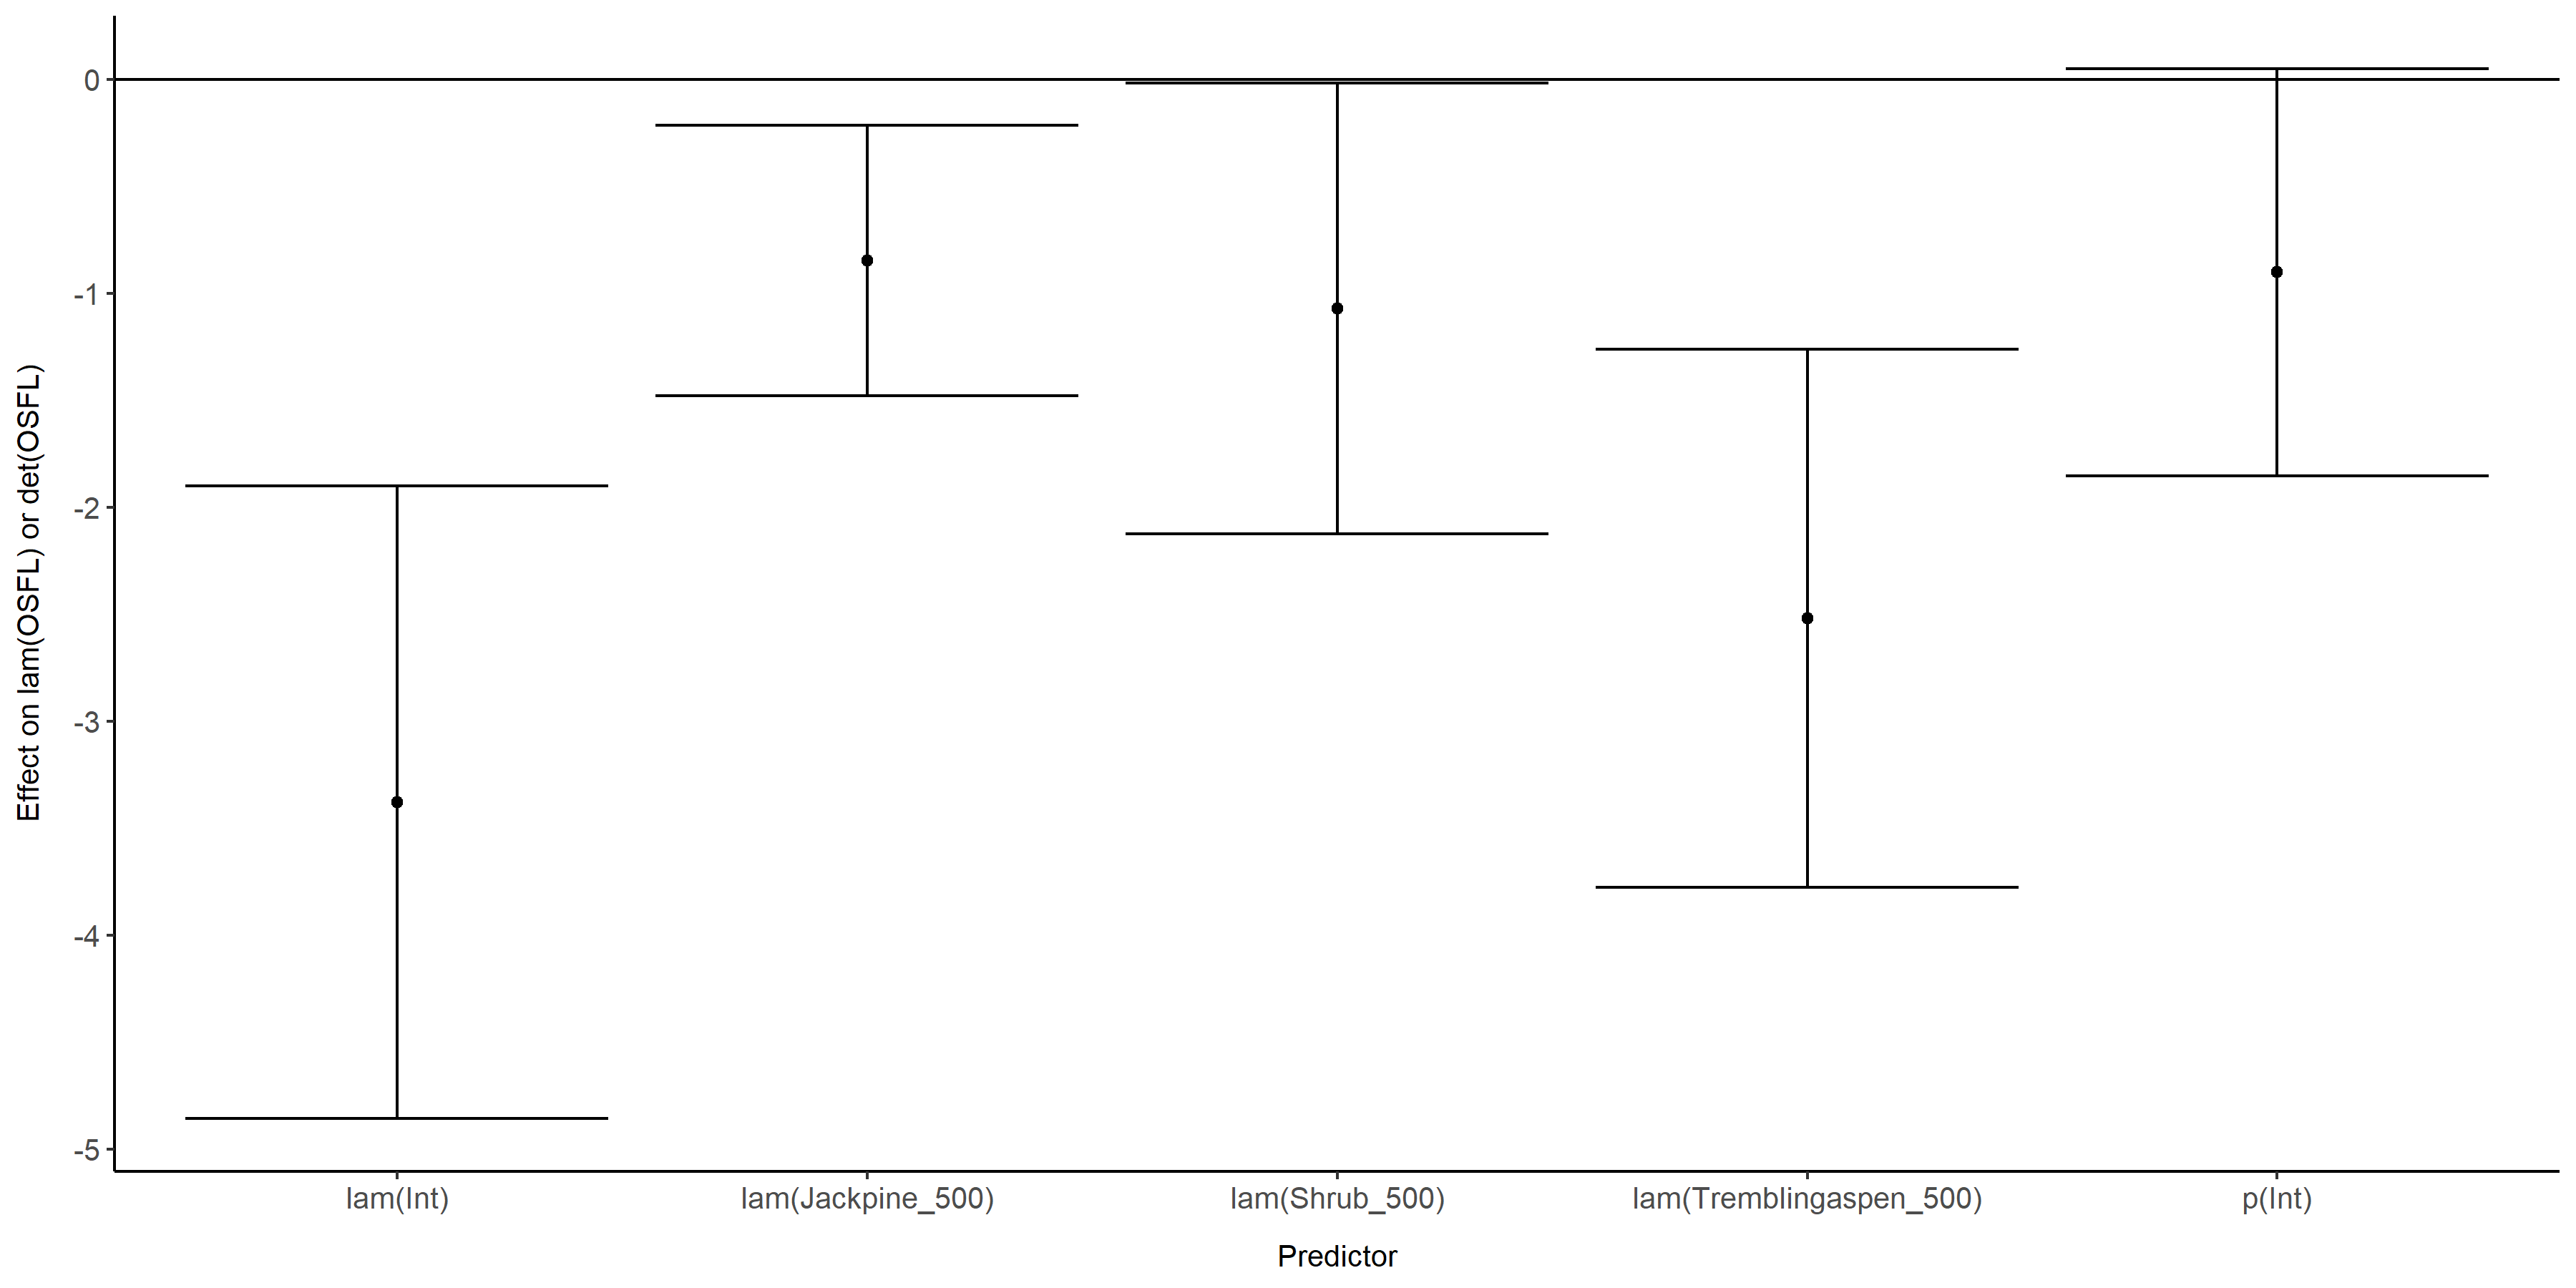 Effect on lam(OSFL) or det(OSFL)
0
-1
-2
-3
-4
-5
lam(Int) lam(Jackpine_500) lam(Shrub_500) lam(Tremblingaspen_500) p(Int)
Predictor